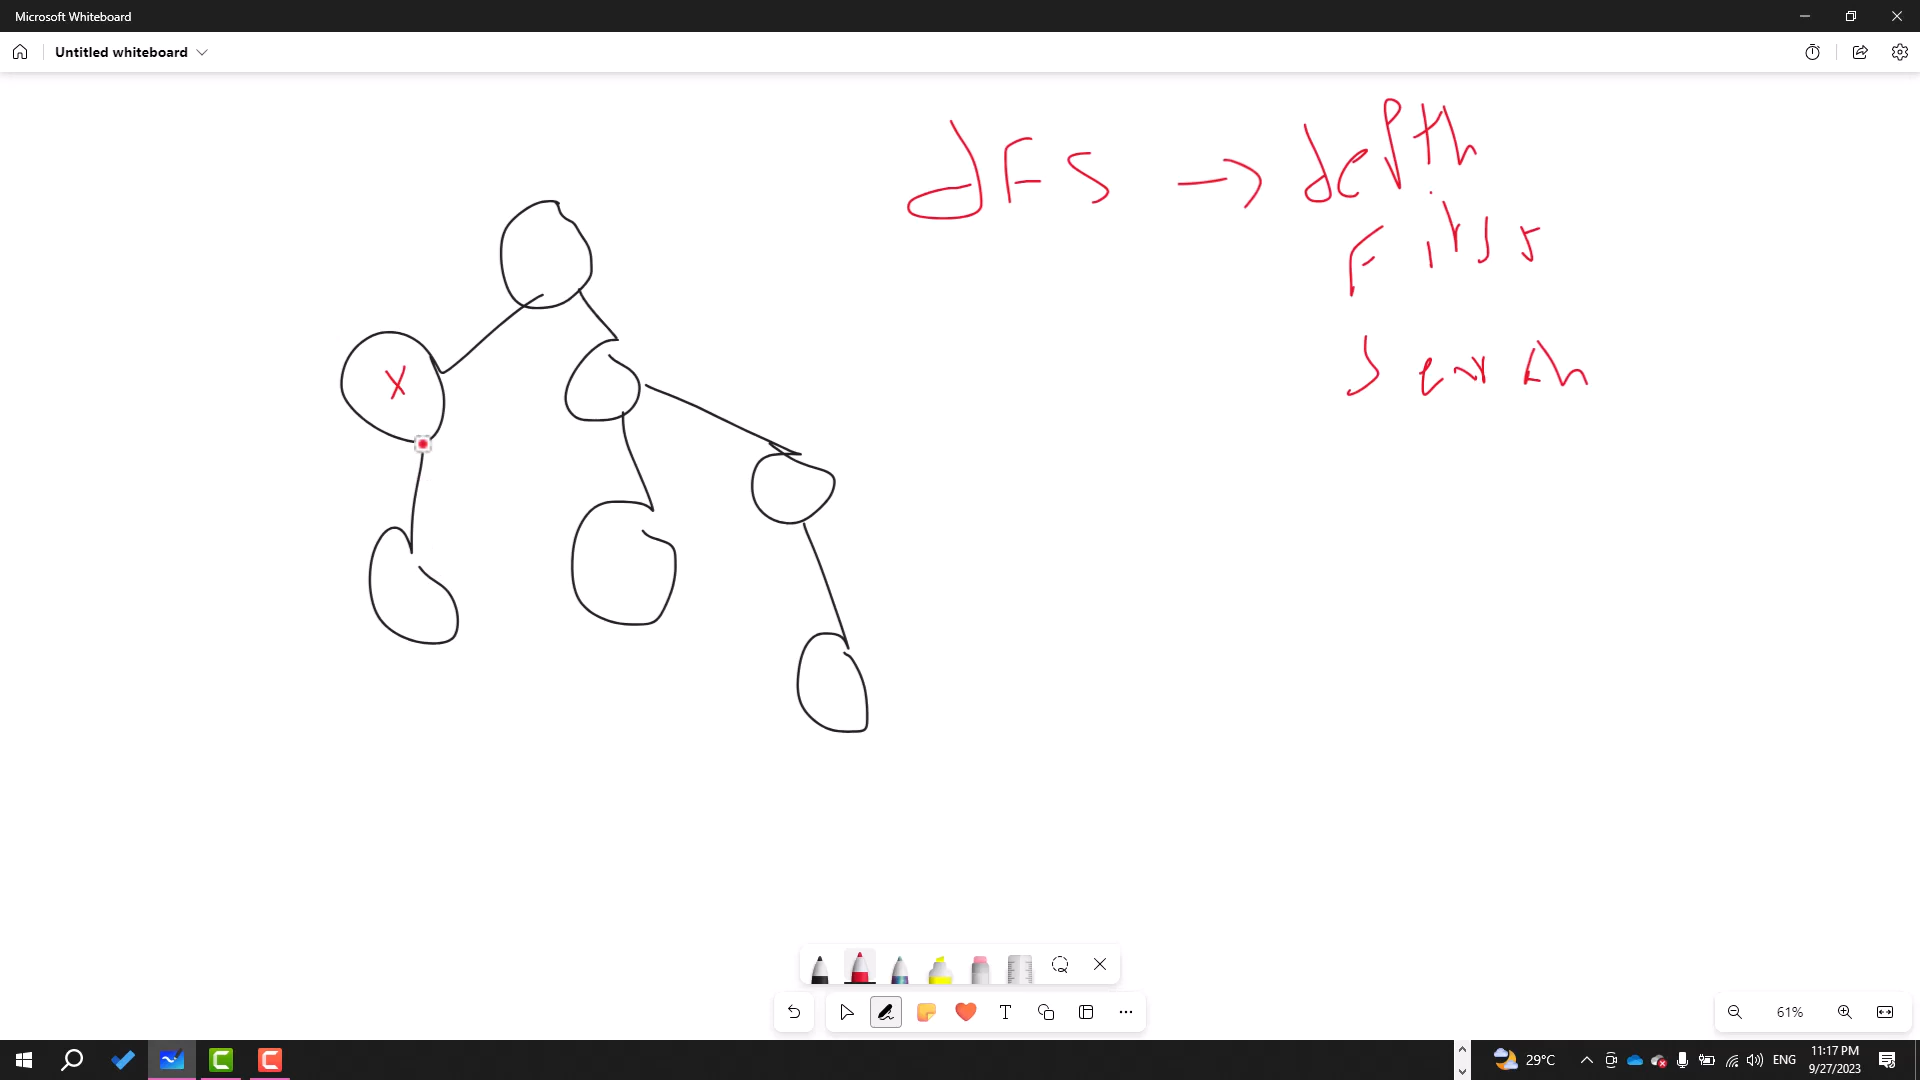 Microsoft Whiteboard
Untitled whiteboard
dFS → depth
First
Search
X
61%
29°C
ENG
11:17 PM
9/27/2023